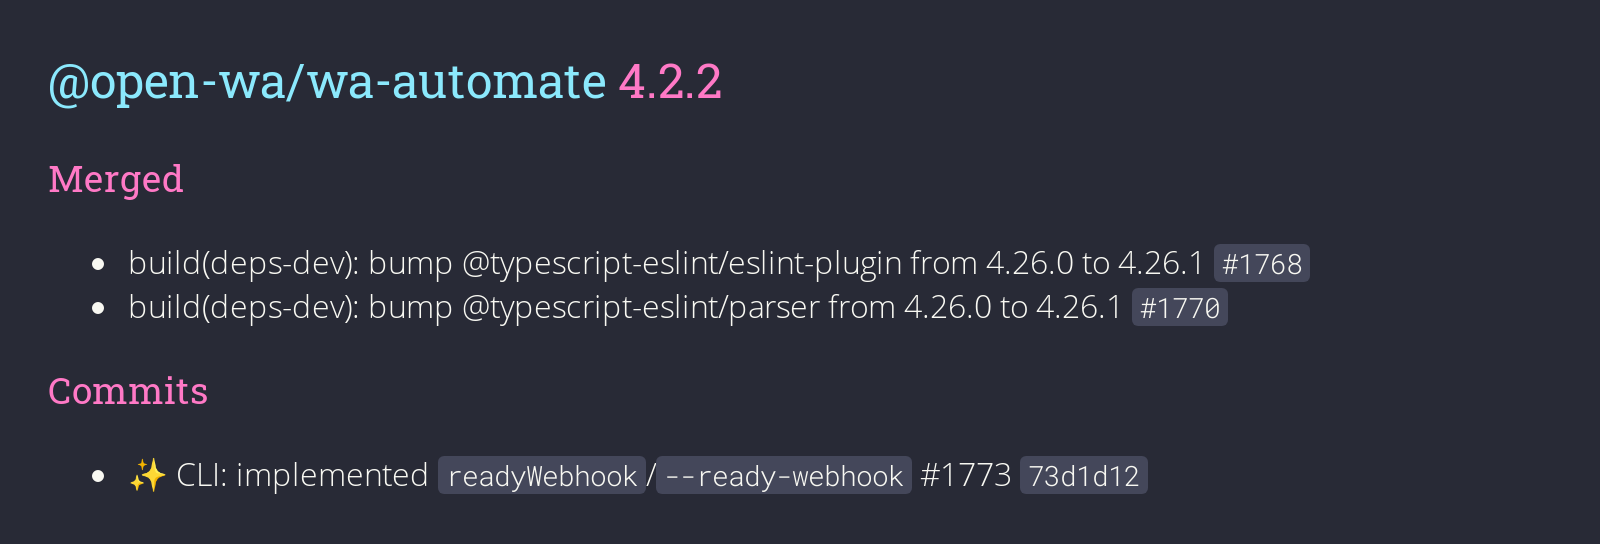 @open-wa/wa-automate 4.2.2
Merged
build(deps-dev): bump @typescript-eslint/eslint-plugin from 4.26.0 to 4.26.1 #1768
build(deps-dev): bump @typescript-eslint/parser from 4.26.0 to 4.26.1 #1770
Commits
✨ CLI: implemented readyWebhook/--ready-webhook #1773 73d1d12